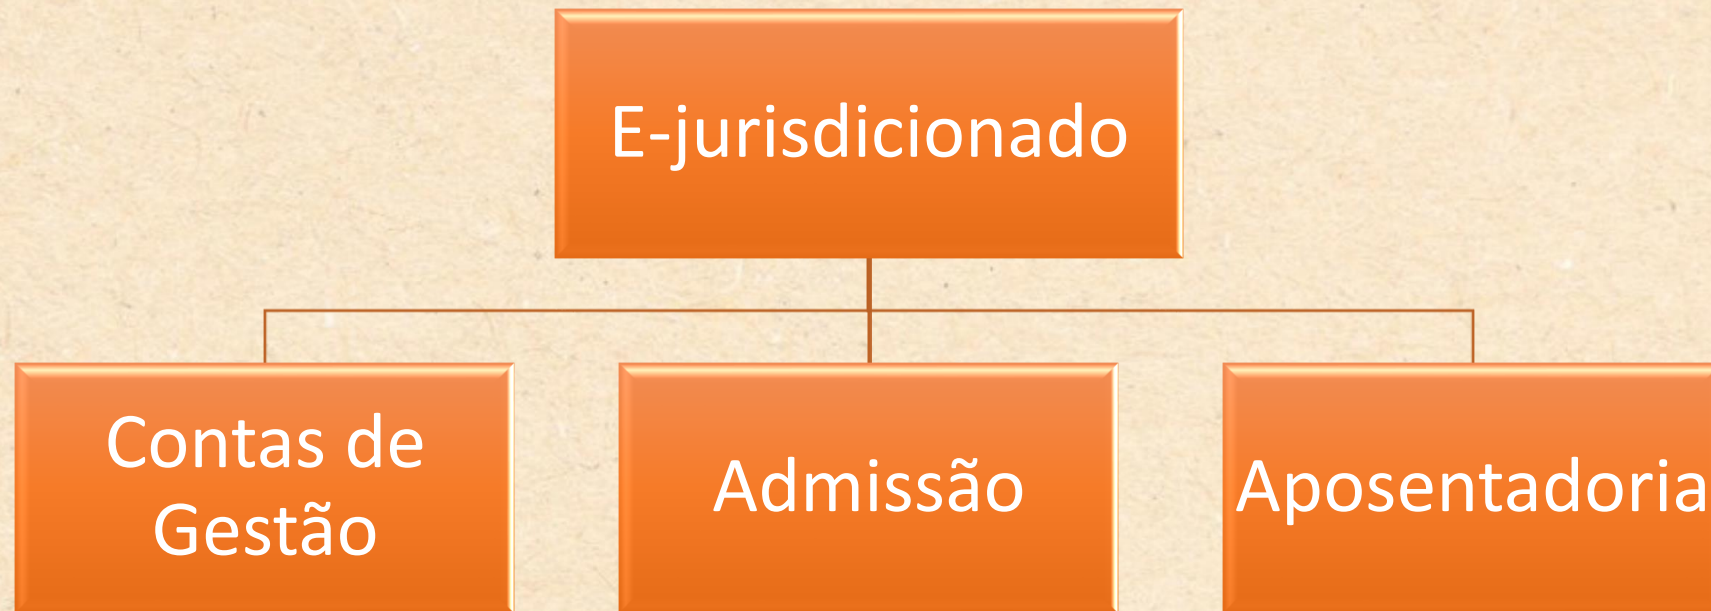 E-jurisdicionado
Contas de
Gestão
Admissão
Aposentadoria